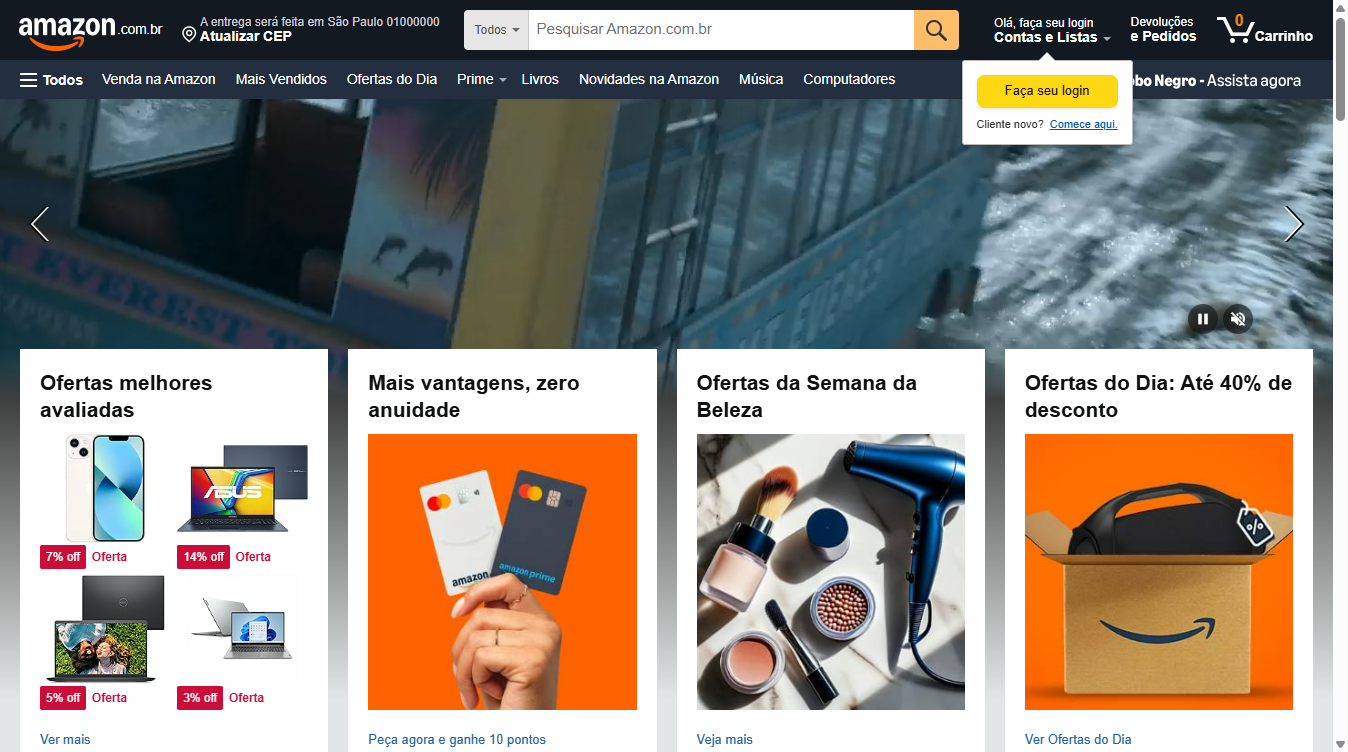 amazon.com.br
A entrega será feita em São Paulo 01000000
Atualizar CEP
Todos
Pesquisar Amazon.com.br
Olá, faça seu login
Contas e Listas
Devoluções
e Pedidos
0
Carrinho
Todos
Venda na Amazon
Mais Vendidos
Ofertas do Dia
Prime
Livros
Novidades na Amazon
Música
Computadores
obo Negro - Assista agora
Faça seu login
Cliente novo? Comece aqui.
T EVEREST TO
EXPRESS
Ofertas melhores
avaliadas
ASUS
7% off Oferta
14% off Oferta
5% off Oferta
3% off Oferta
Ver mais
Mais vantagens, zero
anuidade
amazon
amazon prime
Peça agora e ganhe 10 pontos
Ofertas da Semana da
Beleza
Veja mais
Ofertas do Dia: Até 40% de
desconto
%
Ver Ofertas do Dia